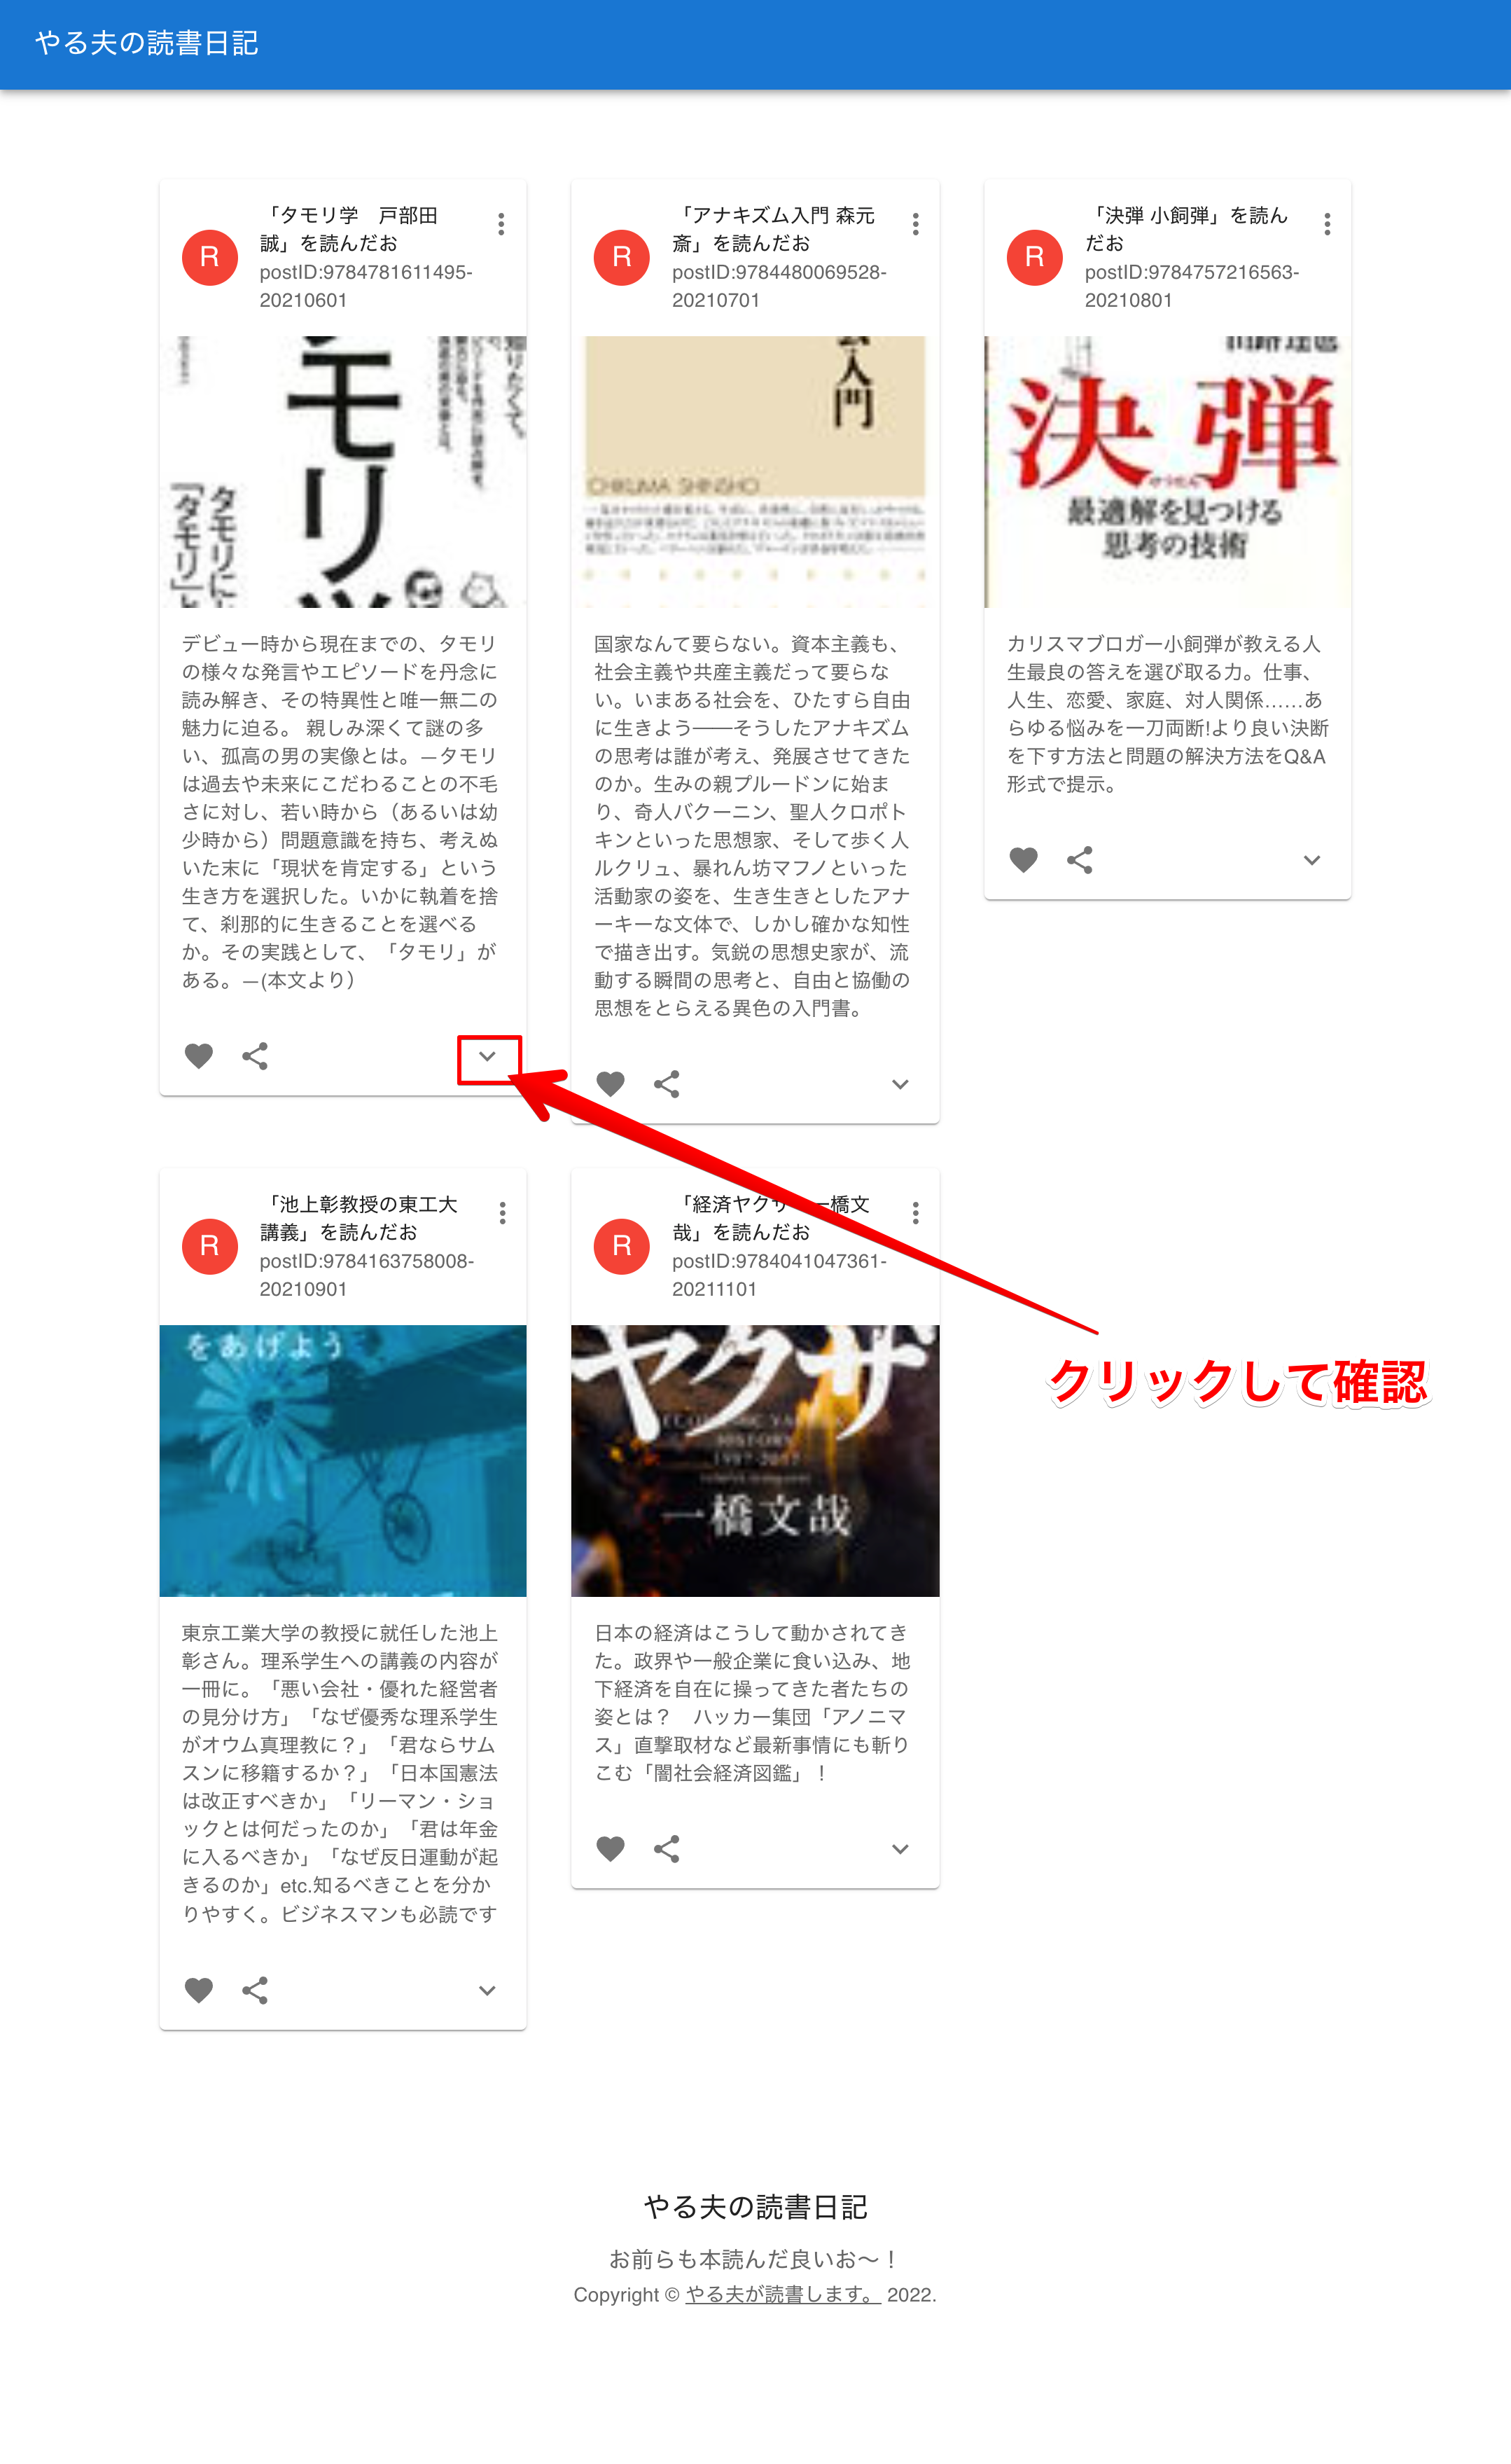 やる夫の読書日記
R
「タモリ学　戸部田
誠」を読んだお
postID:9784781611495-
20210601
モリ学
タモリに
「タモリ」と
知りたくて。
デビュー時から現在までの、タモリ
の様々な発言やエピソードを丹念に
読み解き、その特異性と唯一無二の
魅力に迫る。 親しみ深くて謎の多
い、孤高の男の実像とは。—タモリ
は過去や未来にこだわることの不毛
さに対し、若い時から（あるいは幼
少時から）問題意識を持ち、考えぬ
いた末に「現状を肯定する」という
生き方を選択した。いかに執着を捨
て、刹那的に生きることを選べる
か。その実践として、「タモリ」が
ある。—(本文より）
R
「アナキズム入門 森元
斎」を読んだお
postID:9784480069528-
20210701
入門
CHIKUMA SHINSHO
国家なんて要らない。資本主義も、
社会主義や共産主義だって要らな
い。いまある社会を、ひたすら自由
に生きよう——そうしたアナキズム
の思考は誰が考え、発展させてきた
のか。生みの親プルードンに始ま
り、奇人バクーニン、聖人クロポト
キンといった思想家、そして歩く人
ルクリュ、暴れん坊マフノといった
活動家の姿を、生き生きとしたアナ
ーキーな文体で、しかし確かな知性
で描き出す。気鋭の思想史家が、流
動する瞬間の思考と、自由と協働の
思想をとらえる異色の入門書。
R
「決弾 小飼弾」を読ん
だお
postID:9784757216563-
20210801
決弾
けつだん
最適解を見つける
思考の技術
カリスマブロガー小飼弾が教える人
生最良の答えを選び取る力。仕事、
人生、恋愛、家庭、対人関係……あ
らゆる悩みを一刀両断!より良い決断
を下す方法と問題の解決方法をQ&A
形式で提示。
R
「池上彰教授の東工大
講義」を読んだお
postID:9784163758008-
20210901
をあげよう
東京工業大学の教授に就任した池上
彰さん。理系学生への講義の内容が
一冊に。「悪い会社・優れた経営者
の見分け方」「なぜ優秀な理系学生
がオウム真理教に？」「君ならサム
スンに移籍するか？」「日本国憲法
は改正すべきか」「リーマン・ショ
ックとは何だったのか」「君は年金
に入るべきか」「なぜ反日運動が起
きるのか」etc.知るべきことを分か
りやすく。ビジネスマンも必読です
R
「経済ヤクザ 一橋文
哉」を読んだお
postID:9784041047361-
20211101
ヤクザ
HISTORY
一橋文哉
日本の経済はこうして動かされてき
た。政界や一般企業に食い込み、地
下経済を自在に操ってきた者たちの
姿とは？　ハッカー集団「アノニマ
ス」直撃取材など最新事情にも斬り
こむ「闇社会経済図鑑」！
クリックして確認
やる夫の読書日記
お前らも本読んだ良いお〜！
Copyright © やる夫が読書します。 2022.